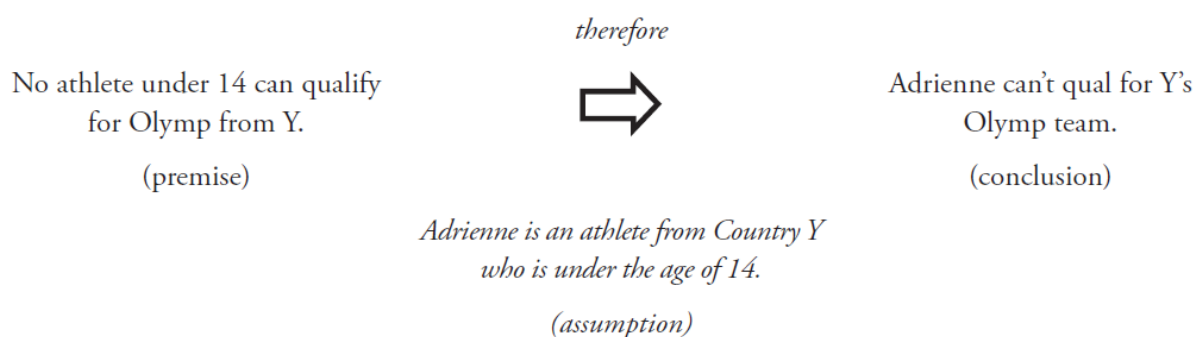 therefore
No athlete under 14 can qualify
for Olymp from Y.
(premise)
Adrienne can’t qual for Y’s
Olymp team.
(conclusion)
Adrienne is an athlete from Country Y
who is under the age of 14.
(assumption)